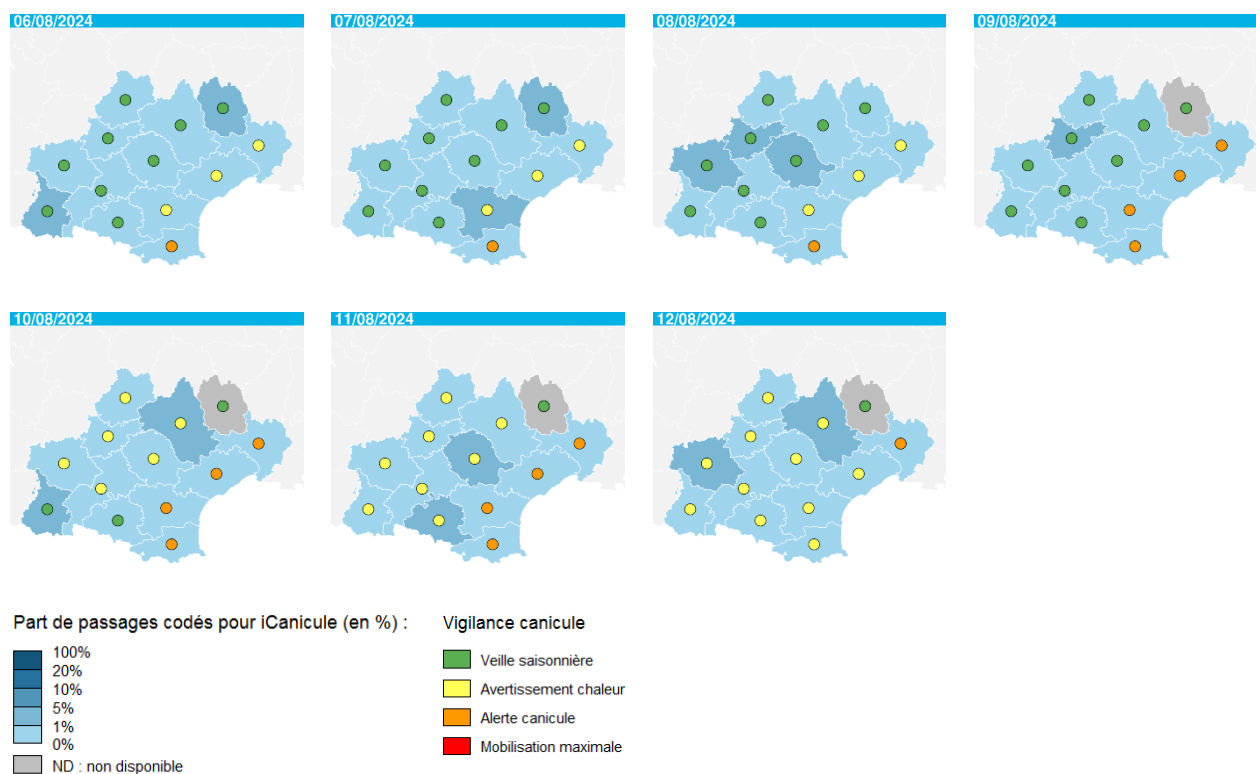 06/08/2024
07/08/2024
08/08/2024
09/08/2024
10/08/2024
11/08/2024
12/08/2024
Part de passages codés pour iCanicule (en %) :
100%
20%
10%
5%
1%
0%
ND : non disponible
Vigilance canicule
Veille saisonnière
Avertissement chaleur
Alerte canicule
Mobilisation maximale